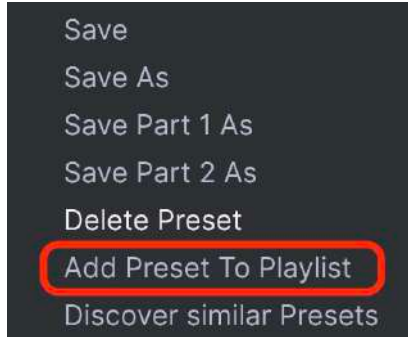 Save
Save As
Save Part 1 As
Save Part 2 As
Delete Preset
Add Preset To Playlist
Discover similar Presets